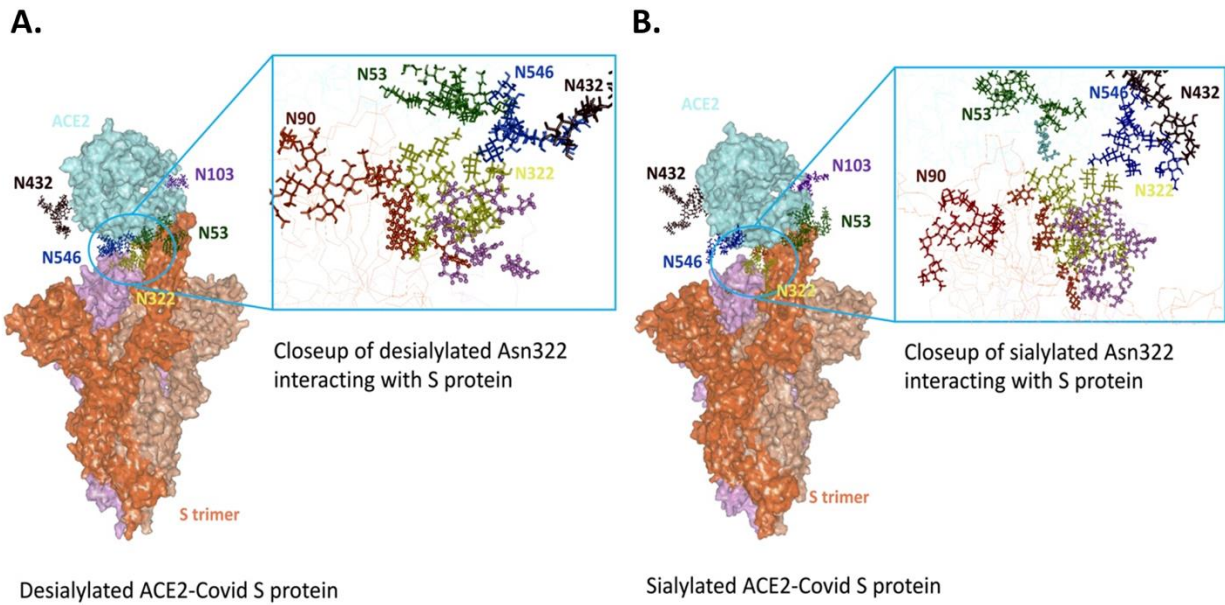 A.
ACE2
N432
N103
N53
N546
N322
S trimer
N53
N546
N432
N90
N322
Closeup of desialylated Asn322
interacting with S protein
Desialylated ACE2-Covid S protein
B.
ACE2
N432
N103
N53
N546
N322
S trimer
N53
N546
N432
N90
N322
Closeup of sialylated Asn322
interacting with S protein
Sialylated ACE2-Covid S protein